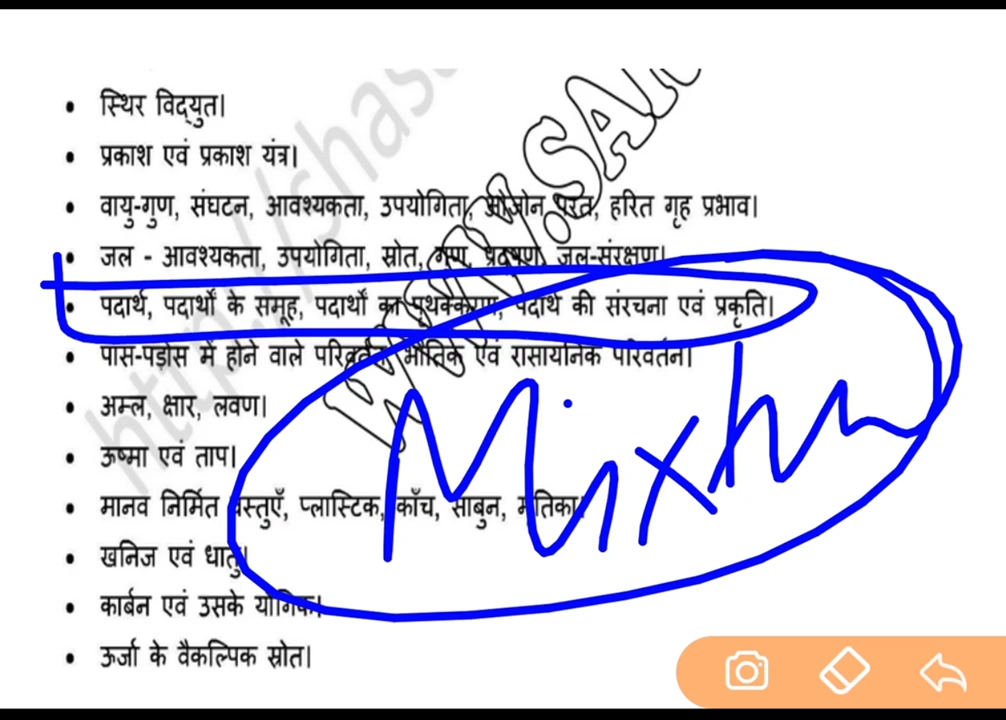 • स्थिर विद्युत।
• प्रकाश एवं प्रकाश यंत्र।
• वायु-गुण, संघटन, आवश्यकता, उपयोगिता, ओजोन परत, हरित गृह प्रभाव।
• जल - आवश्यकता, उपयोगिता, स्रोत, गुण, प्रदूषण, जल-संरक्षण।
• पदार्थ, पदार्थों के समूह, पदार्थों का पृथक्करण, पदार्थ की संरचना एवं प्रकृति।
• पास-पड़ोस में होने वाले परिवर्तन, भौतिक एवं रासायनिक परिवर्तन।
• अम्ल, क्षार, लवण।
• ऊष्मा एवं ताप।
Mixtu
• मानव निर्मित वस्तुएँ, प्लास्टिक, काँच, साबुन, मृतिका।
• खनिज एवं धातु।
• कार्बन एवं उसके यौगिक।
• ऊर्जा के वैकल्पिक स्रोत।